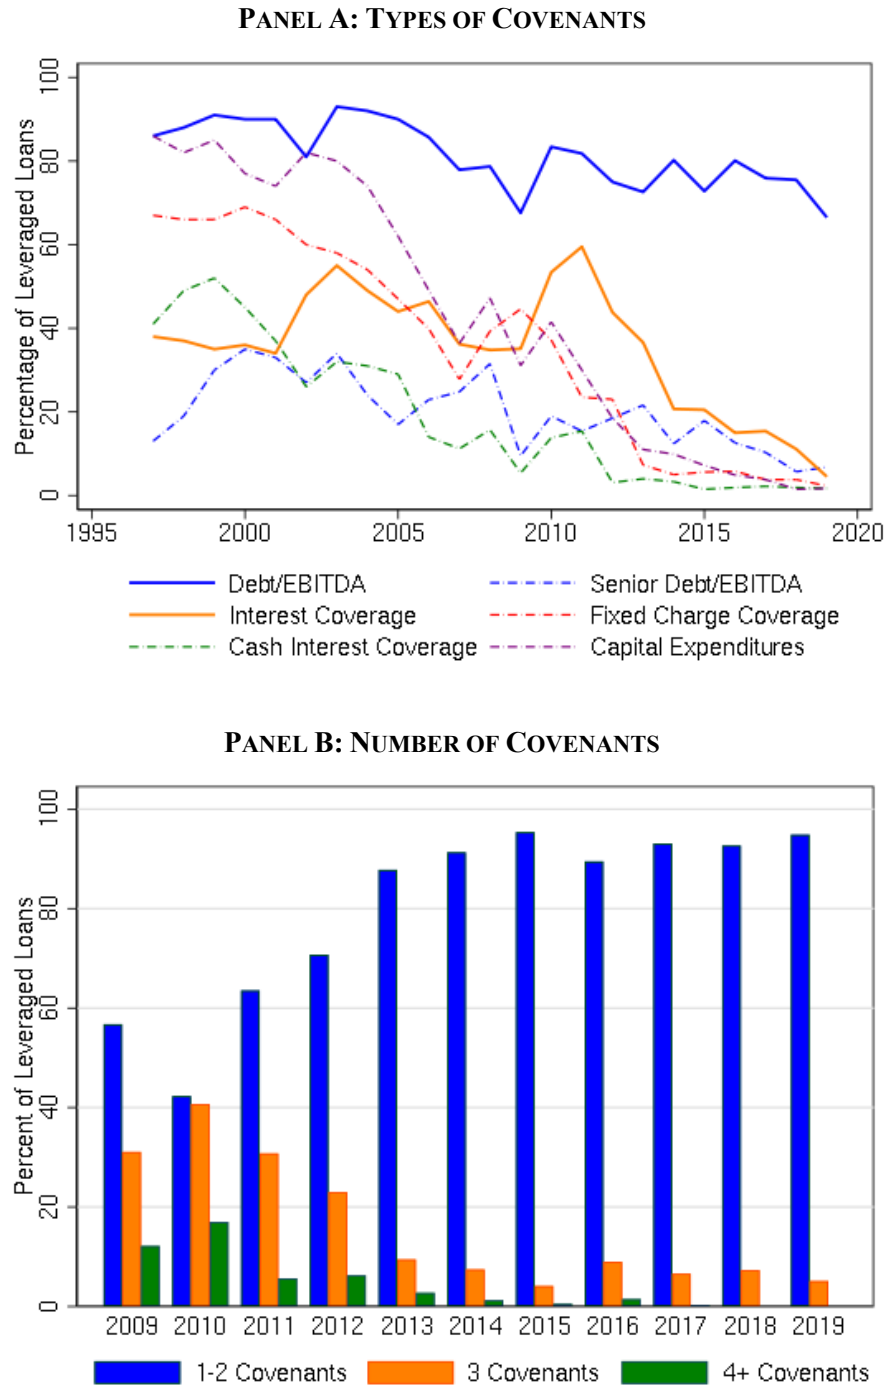 PANEL A: TYPES OF COVENANTS
Percentage of Leveraged Loans
100
80
60
40
20
0
1995 2000 2005 2010 2015 2020
Debt/EBITDA Senior Debt/EBITDA
Interest Coverage Fixed Charge Coverage
Cash Interest Coverage Capital Expenditures
PANEL B: NUMBER OF COVENANTS
Percent of Leveraged Loans
100
80
60
40
20
0
2009 2010 2011 2012 2013 2014 2015 2016 2017 2018 2019
1-2 Covenants 3 Covenants 4+ Covenants